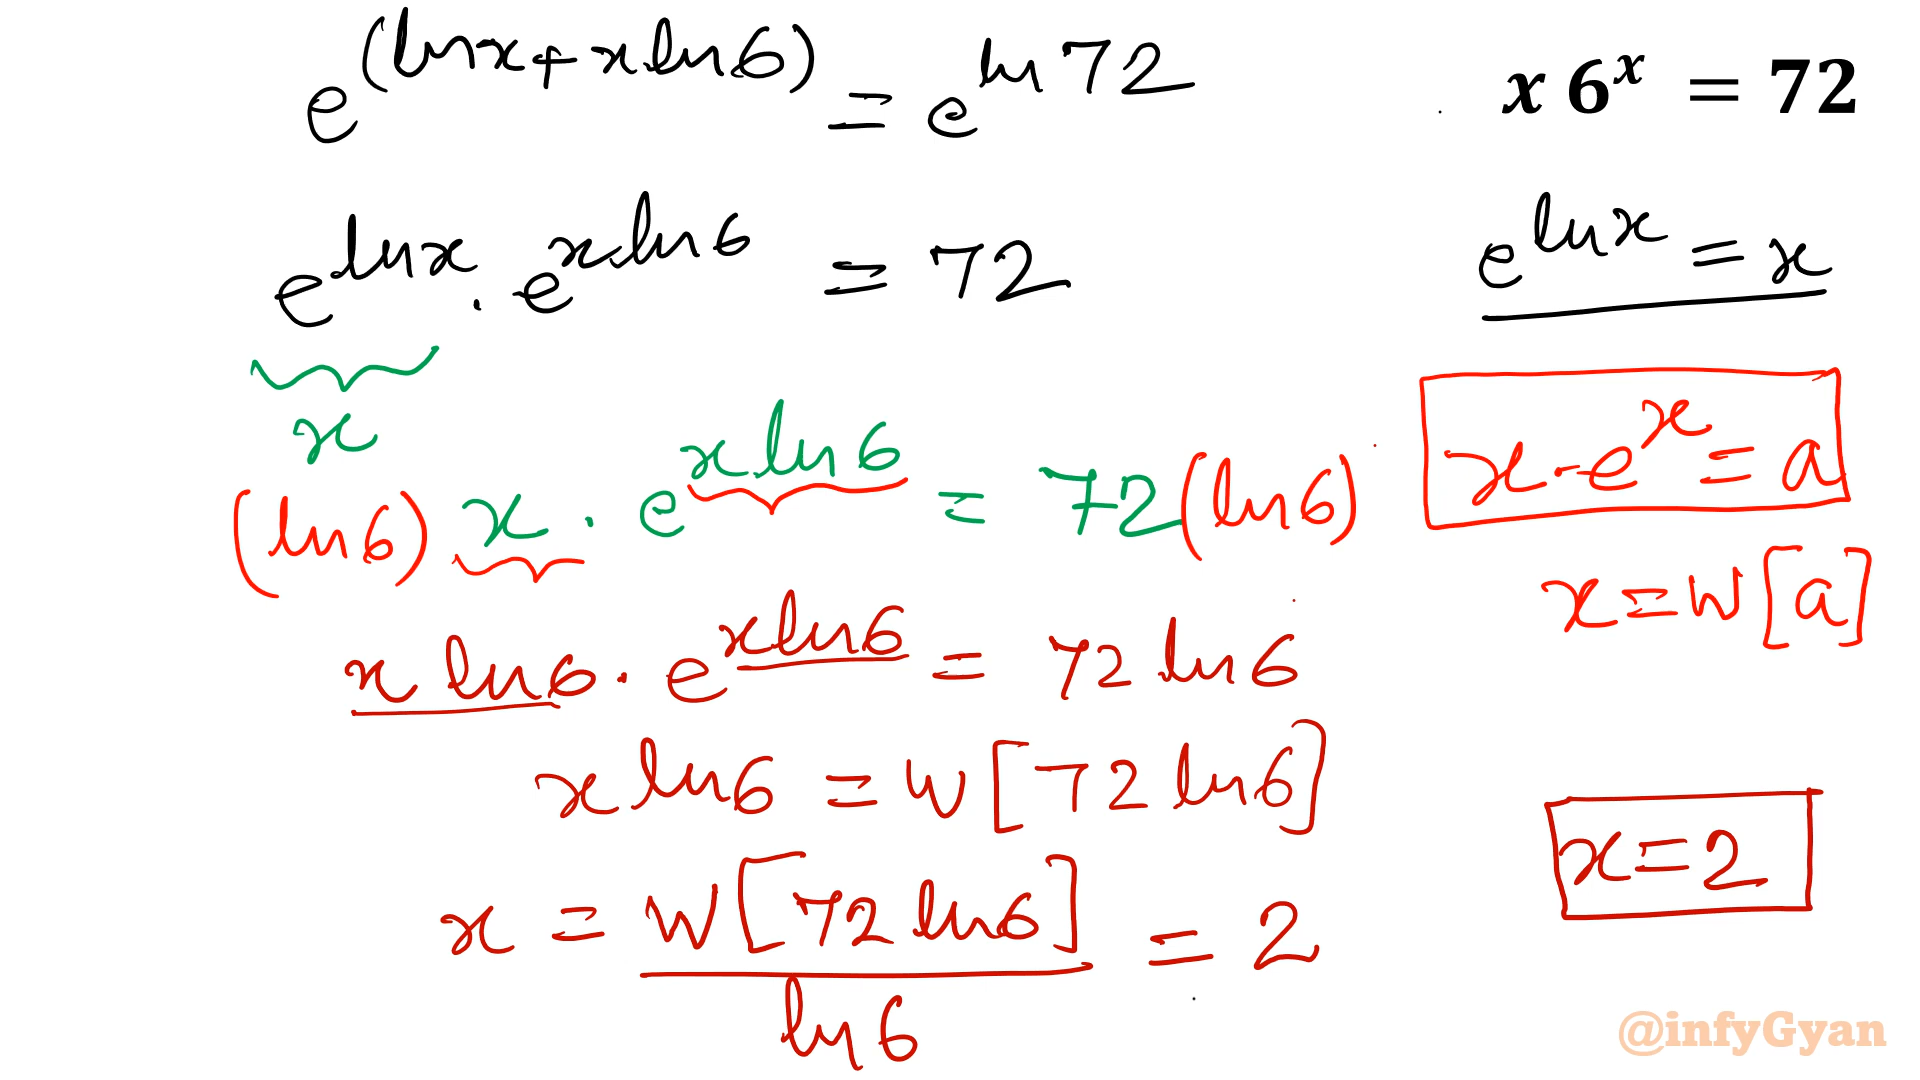 e^(lnx+xln6) = e^ln72
x 6^x = 72
e^lnx . e^xln6 = 72
e^lnx = x
x
(ln6) x . e^xln6 = 72(ln6)
x.e^x = a
x = W[a]
x ln6 . e^xln6 = 72 ln6
x ln6 = W[72 ln6]
x = W[72 ln6] / ln6 = 2
x = 2
@infyGyan